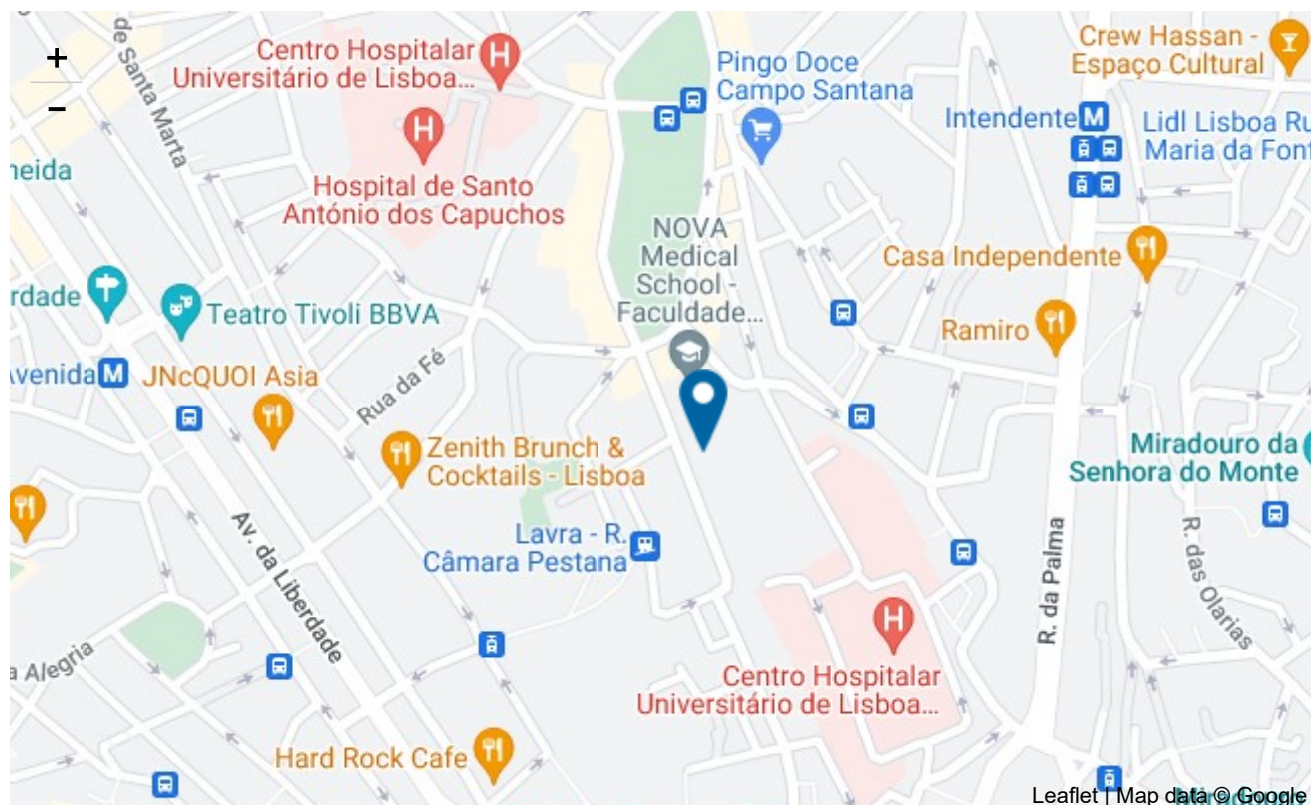 +
−
de Santa Marta
Centro Hospitalar
Universitário de Lisboa...
H
H
Hospital de Santo
António dos Capuchos
Pingo Doce
Campo Santana
Crew Hassan -
Espaço Cultural
Intendente M
Lidl Lisboa Ru
Maria da Font
neida
NOVA
Medical
School -
Faculdade...
Casa Independente
rdade
Teatro Tivoli BBVA
Ramiro
Avenida M
JNcQUOI Asia
Rua da Fé
Zenith Brunch &
Cocktails - Lisboa
Miradouro da
Senhora do Monte
Av. da Liberdade
Lavra - R.
Câmara Pestana
R. da Palma
R. das Olarias
H
a Alegria
Centro Hospitalar
Universitário de Lisboa...
Hard Rock Cafe
Leaflet | Map data © Google